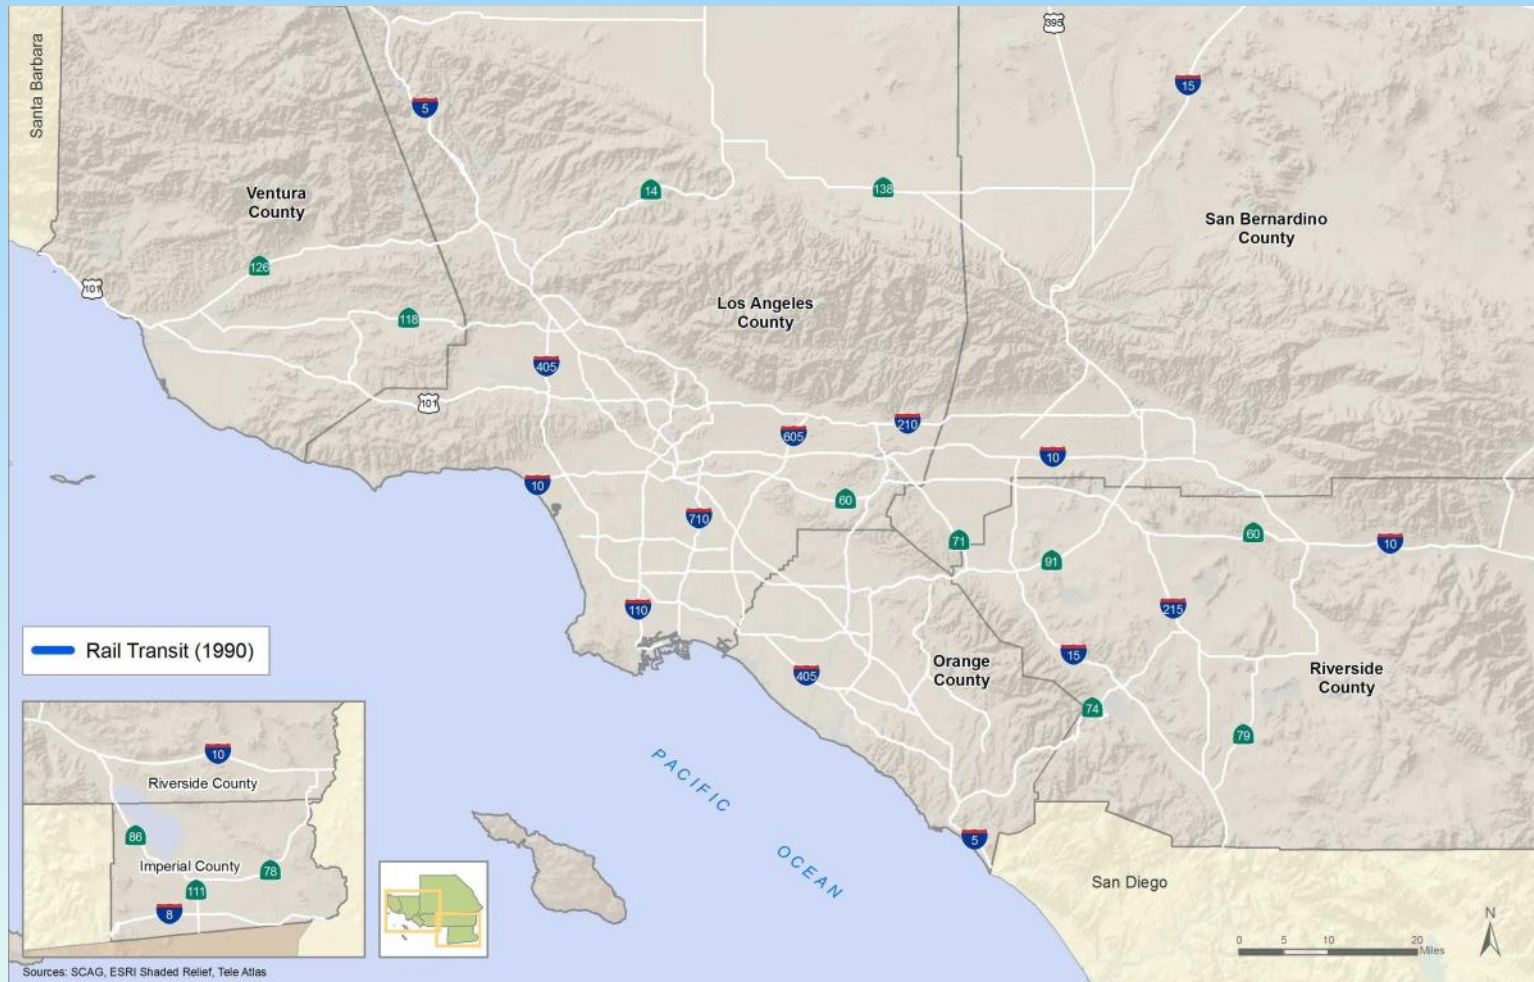 Santa Barbara
395
15
5
Ventura
County
14
138
San Bernardino
County
126
101
Los Angeles
County
118
405
101
210
605
10
10
60
710
71
60
10
91
110
215
Rail Transit (1990)
15
Orange
County
Riverside
County
405
74
79
10
Riverside County
PACIFIC
OCEAN
86
5
Imperial County
78
111
San Diego
8
N
0
5
10
20
Miles
Sources: SCAG, ESRI Shaded Relief, Tele Atlas